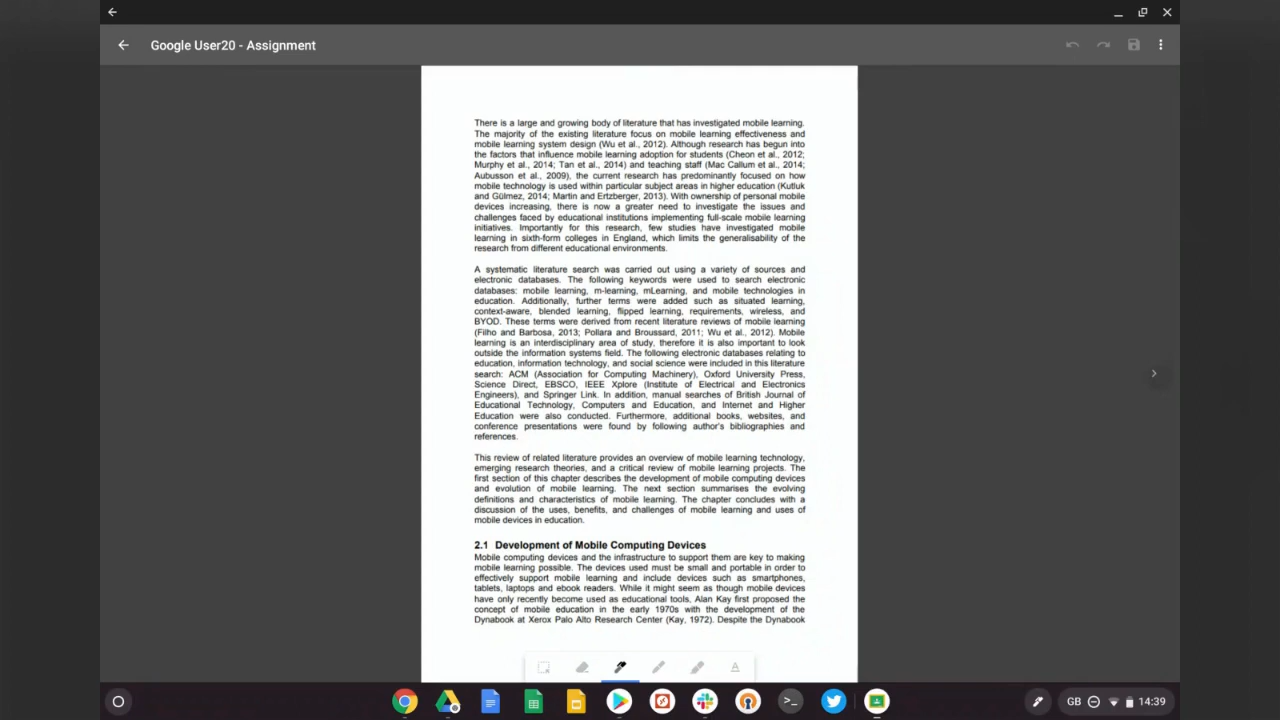 Google User20 - Assignment
There is a large and growing body of literature that has investigated mobile learning.
The majority of the existing literature focus on mobile learning effectiveness and
mobile learning system design (Wu et al., 2012). Although research has begun into
the factors that influence mobile learning adoption for students (Cheon et al., 2012;
Murphy et al., 2014; Tan et al., 2014) and teaching staff (Mac Callum et al., 2014;
Aubusson et al., 2009), the current research has predominantly focused on how
mobile technology is used within particular subject areas in higher education (Kutluk
and Gülmez, 2014; Martin and Ertzberger, 2013). With ownership of personal mobile
devices increasing, there is now a greater need to investigate the issues and
challenges faced by educational institutions implementing full-scale mobile learning
initiatives. Importantly for this research, few studies have investigated mobile
learning in sixth-form colleges in England, which limits the generalisability of the
research from different educational environments.
A systematic literature search was carried out using a variety of sources and
electronic databases. The following keywords were used to search electronic
databases: mobile learning, m-learning, mLearning, and mobile technologies in
education. Additionally, further terms were added such as situated learning,
context-aware, blended learning, flipped learning, requirements, wireless, and
BYOD. These terms were derived from recent literature reviews of mobile learning
(Filho and Barbosa, 2013; Pollara and Broussard, 2011; Wu et al., 2012). Mobile
learning is an interdisciplinary area of study, therefore it is also important to look
outside the information systems field. The following electronic databases relating to
education, information technology, and social science were included in this literature
search: ACM (Association for Computing Machinery), Oxford University Press,
Science Direct, EBSCO, IEEE Xplore (Institute of Electrical and Electronics
Engineers), and Springer Link. In addition, manual searches of British Journal of
Educational Technology, Computers and Education, and Internet and Higher
Education were also conducted. Furthermore, additional books, websites, and
conference presentations were found by following author's bibliographies and
references.
This review of related literature provides an overview of mobile learning technology,
emerging research theories, and a critical review of mobile learning projects. The
first section of this chapter describes the development of mobile computing devices
and evolution of mobile learning. The next section summarises the evolving
definitions and characteristics of mobile learning. The chapter concludes with a
discussion of the uses, benefits, and challenges of mobile learning and uses of
mobile devices in education.
2.1 Development of Mobile Computing Devices
Mobile computing devices and the infrastructure to support them are key to making
mobile learning possible. The devices used must be small and portable in order to
effectively support mobile learning and include devices such as smartphones,
tablets, laptops and ebook readers. While it might seem as though mobile devices
have only recently become used as educational tools, Alan Kay first proposed the
concept of mobile education in the early 1970s with the development of the
Dynabook at Xerox Palo Alto Research Center (Kay, 1972). Despite the Dynabook
A
GB 14:39